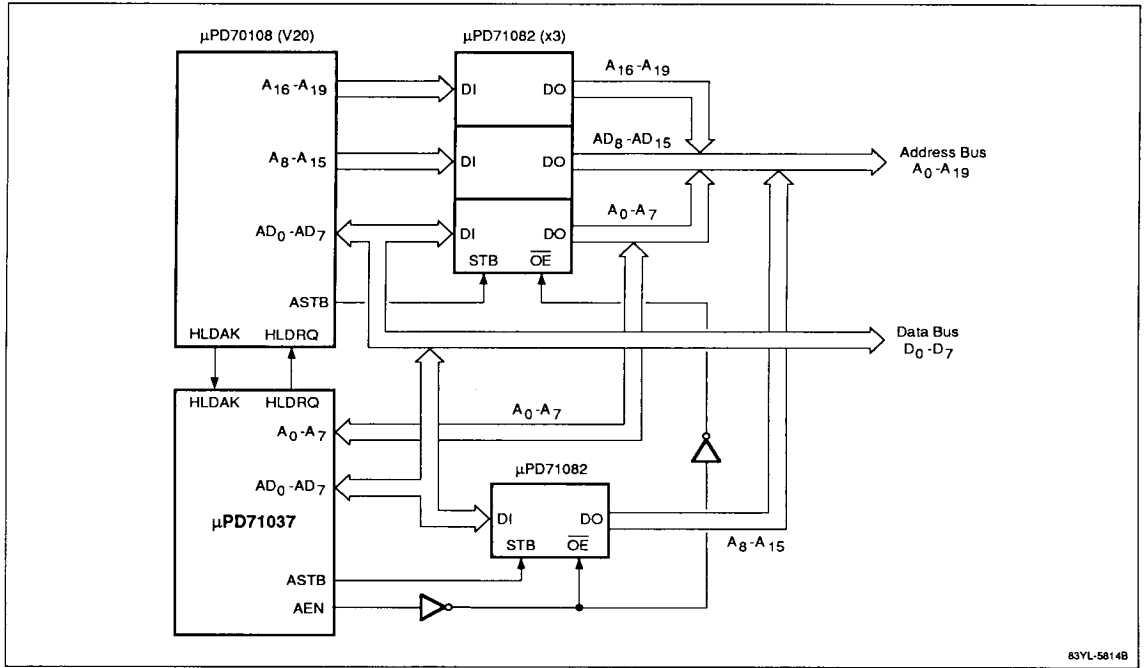 μPD70108 (V20)
μPD71082 (x3)
A16-A19
DI
DO
A16-A19
A8-A15
DI
DO
AD8-AD15
Address Bus
A0-A19
AD0-AD7
DI
DO
A0-A7
STB
OE
ASTB
HLDAK
HLDRQ
Data Bus
D0-D7
HLDAK
HLDRQ
A0-A7
A0-A7
AD0-AD7
μPD71037
μPD71082
DI
DO
STB
OE
A8-A15
ASTB
AEN
83YL-5814B